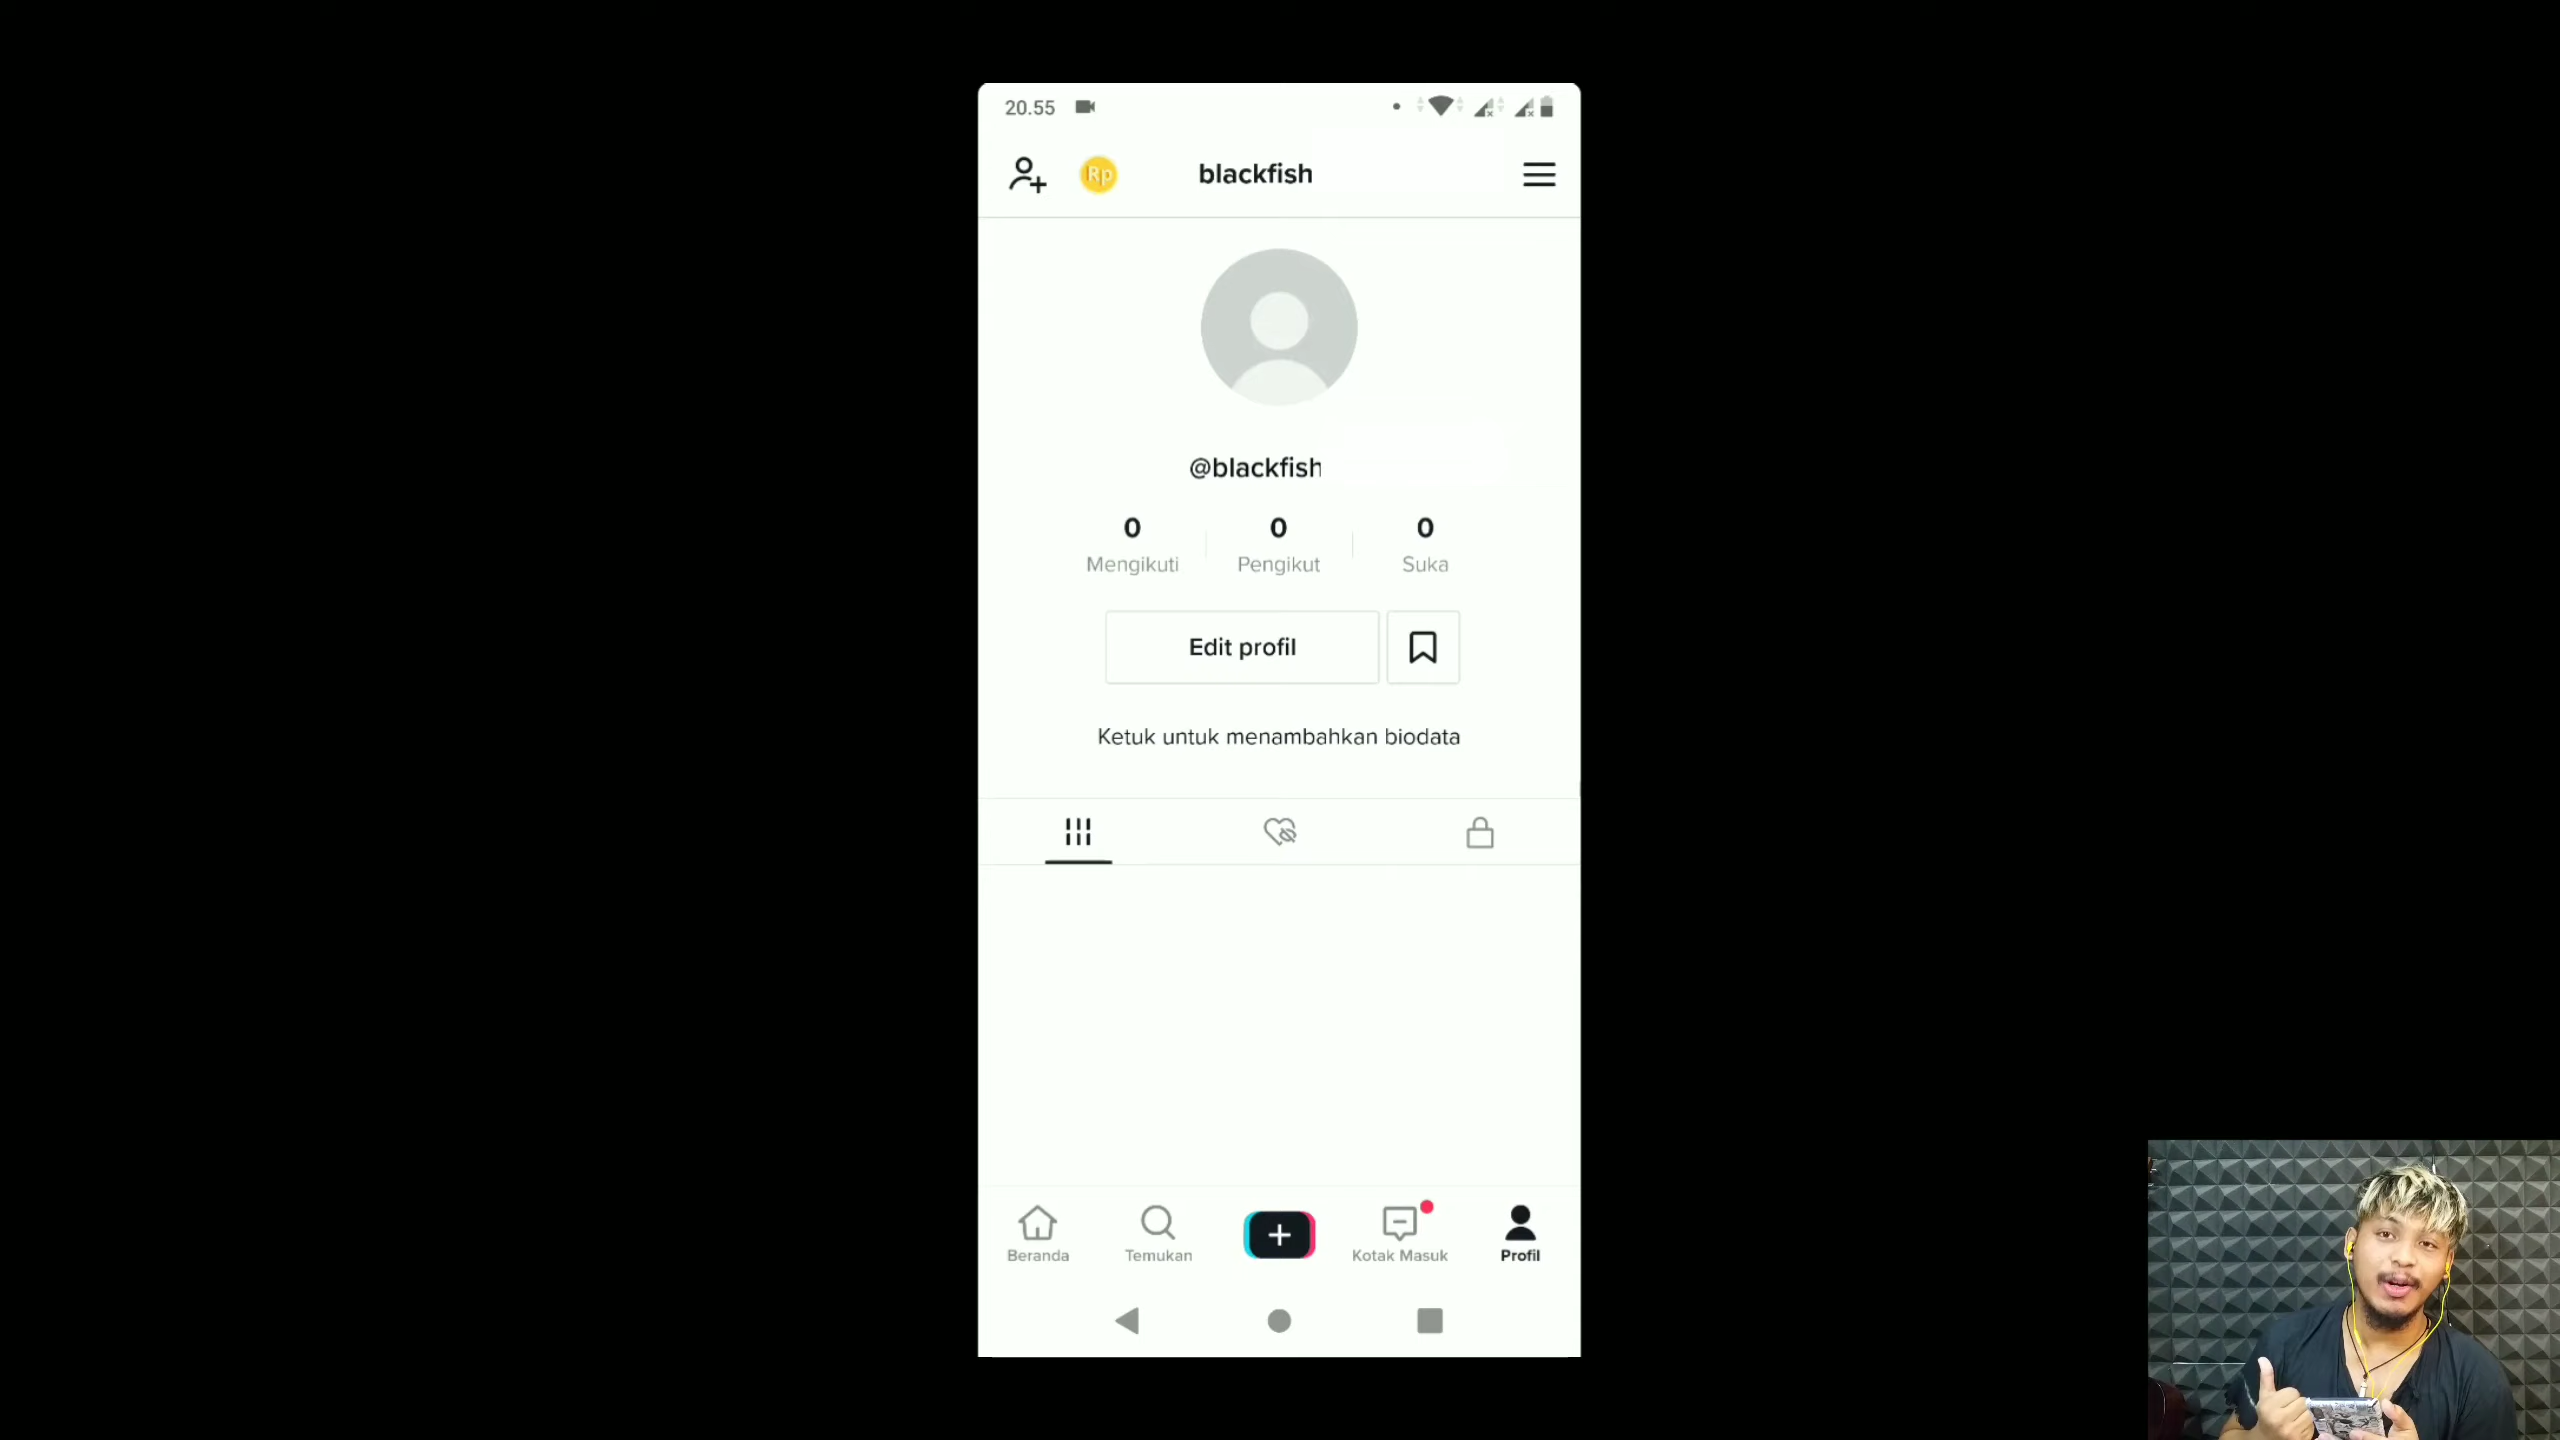 20.55
Rp
blackfish
@blackfish
0
0
0
Mengikuti
Pengikut
Suka
Edit profil
Ketuk untuk menambahkan biodata
Beranda
Temukan
Kotak Masuk
Profil